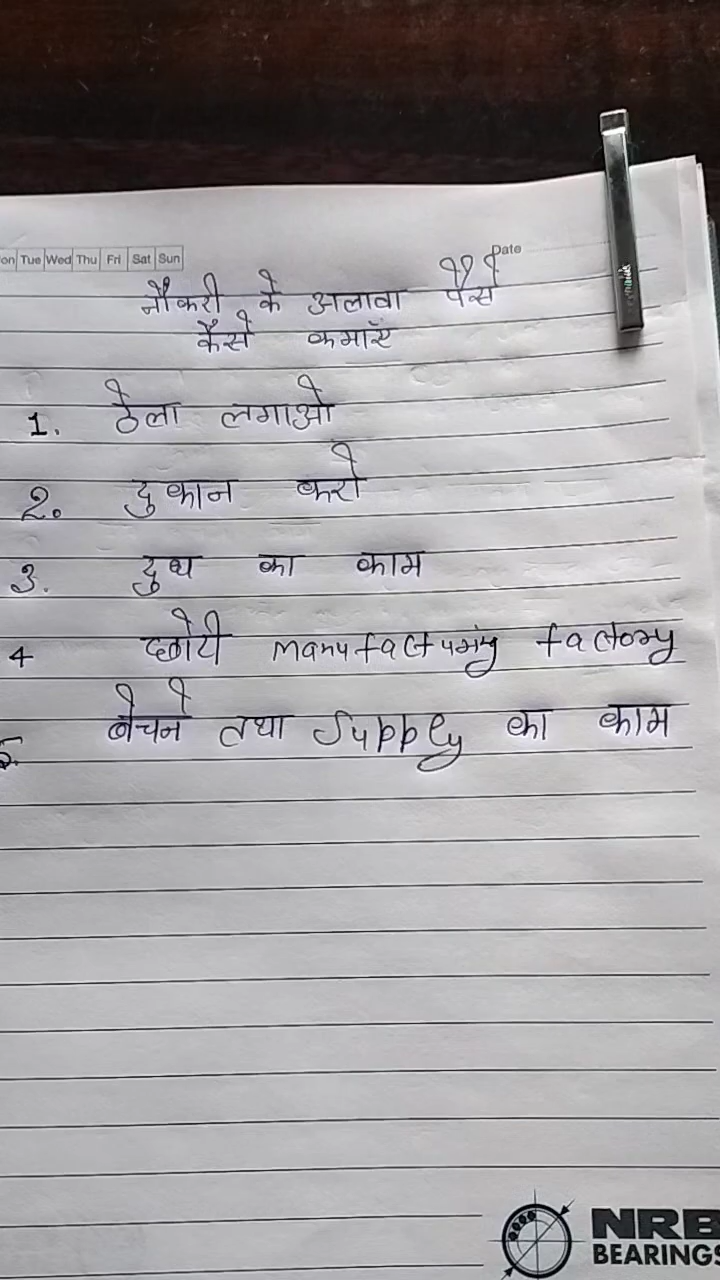 on Tue Wed Thu Fri Sat Sun
Date
नौकरी के अलावा पैसे
कैसे कमाऐं
1. ठेला लगाओ
2. दुकान करो
3. दुध का काम
4 छोटी manufacturing factory
5. बेचने तथा Supply का काम
NRB
BEARINGS